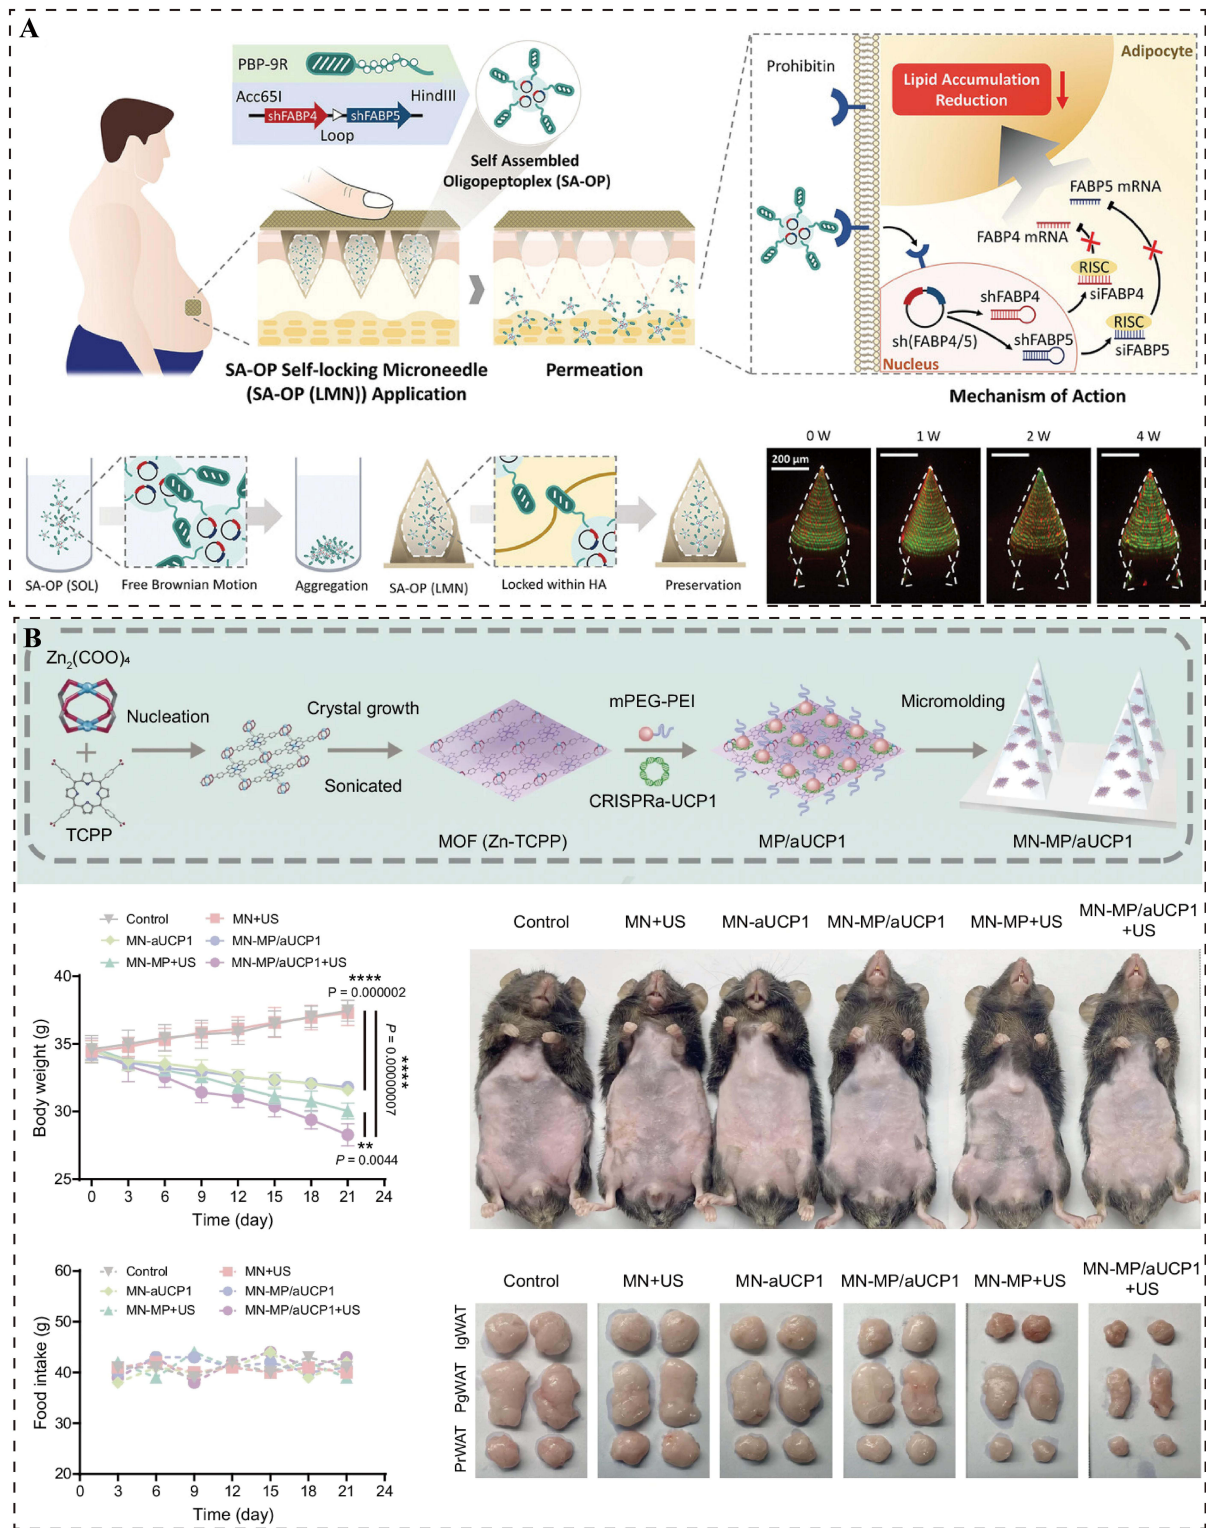 A
PBP-9R
Acc65I
HindIII
shFABP4
shFABP5
Loop
Self Assembled
Oligopeptoplex (SA-OP)
SA-OP Self-locking Microneedle
(SA-OP (LMN)) Application
Permeation
Prohibitin
Adipocyte
Lipid Accumulation
Reduction
FABP5 mRNA
FABP4 mRNA
RISC
siFABP4
shFABP4
RISC
siFABP5
sh(FABP4/5)
shFABP5
Nucleus
Mechanism of Action
SA-OP (SOL)
Free Brownian Motion
Aggregation
SA-OP (LMN)
Locked within HA
Preservation
0 W
1 W
2 W
4 W
200 µm
B
Zn2(COO)4
TCPP
Nucleation
Crystal growth
Sonicated
MOF (Zn-TCPP)
mPEG-PEI
CRISPRa-UCP1
MP/aUCP1
Micromolding
MN-MP/aUCP1
Control
MN+US
MN-aUCP1
MN-MP/aUCP1
MN-MP+US
MN-MP/aUCP1+US
Body weight (g)
40
35
30
25
****
P = 0.000002
P = 0.00000007
****
**
P = 0.0044
0 3 6 9 12 15 18 21 24
Time (day)
Control
MN+US
MN-aUCP1
MN-MP/aUCP1
MN-MP+US
MN-MP/aUCP1
+US
Control
MN+US
MN-aUCP1
MN-MP/aUCP1
MN-MP+US
MN-MP/aUCP1+US
Food intake (g)
60
50
40
30
20
3 6 9 12 15 18 21 24
Time (day)
Control
MN+US
MN-aUCP1
MN-MP/aUCP1
MN-MP+US
MN-MP/aUCP1
+US
IgWAT
PgWAT
PrWAT